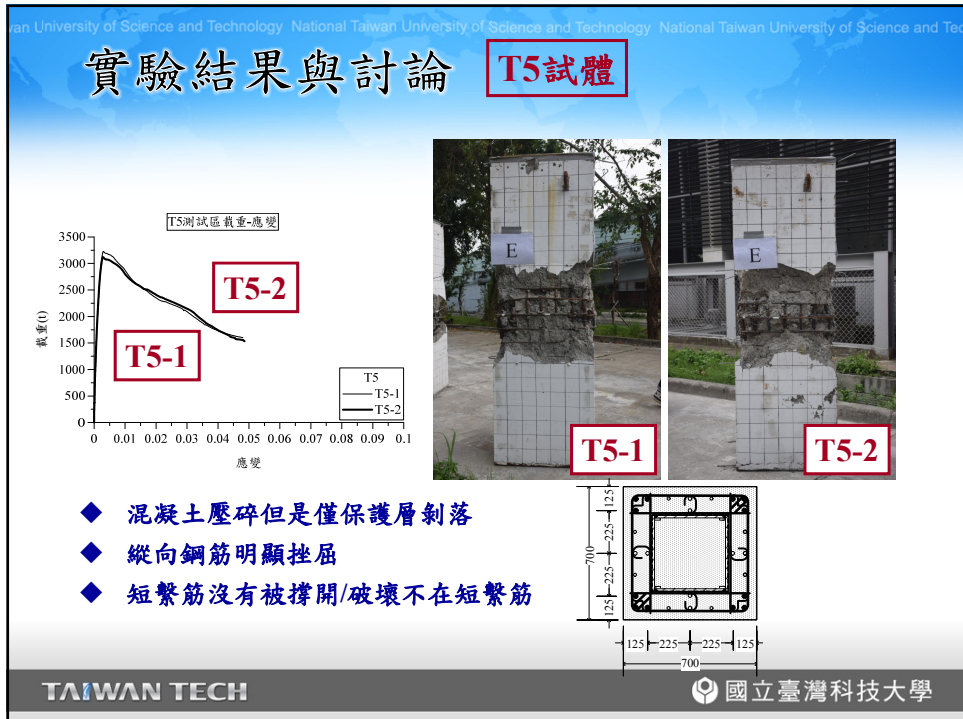 an University of Science and Technology National Taiwan University of Science and Technology National Taiwan University of Science and Tec
實驗結果與討論
T5試體
T5測試區載重-應變
3500
3000
2500
2000
1500
1000
500
0
載重(t)
0 0.01 0.02 0.03 0.04 0.05 0.06 0.07 0.08 0.09 0.1
應變
T5-2
T5-1
T5
T5-1
T5-2
E
T5-1
E
T5-2
◆ 混凝土壓碎但是僅保護層剝落
◆ 縱向鋼筋明顯挫屈
◆ 短繫筋沒有被撐開/破壞不在短繫筋
700
125
225
225
125
125 225 225 125
700
TAIWAN TECH
國立臺灣科技大學